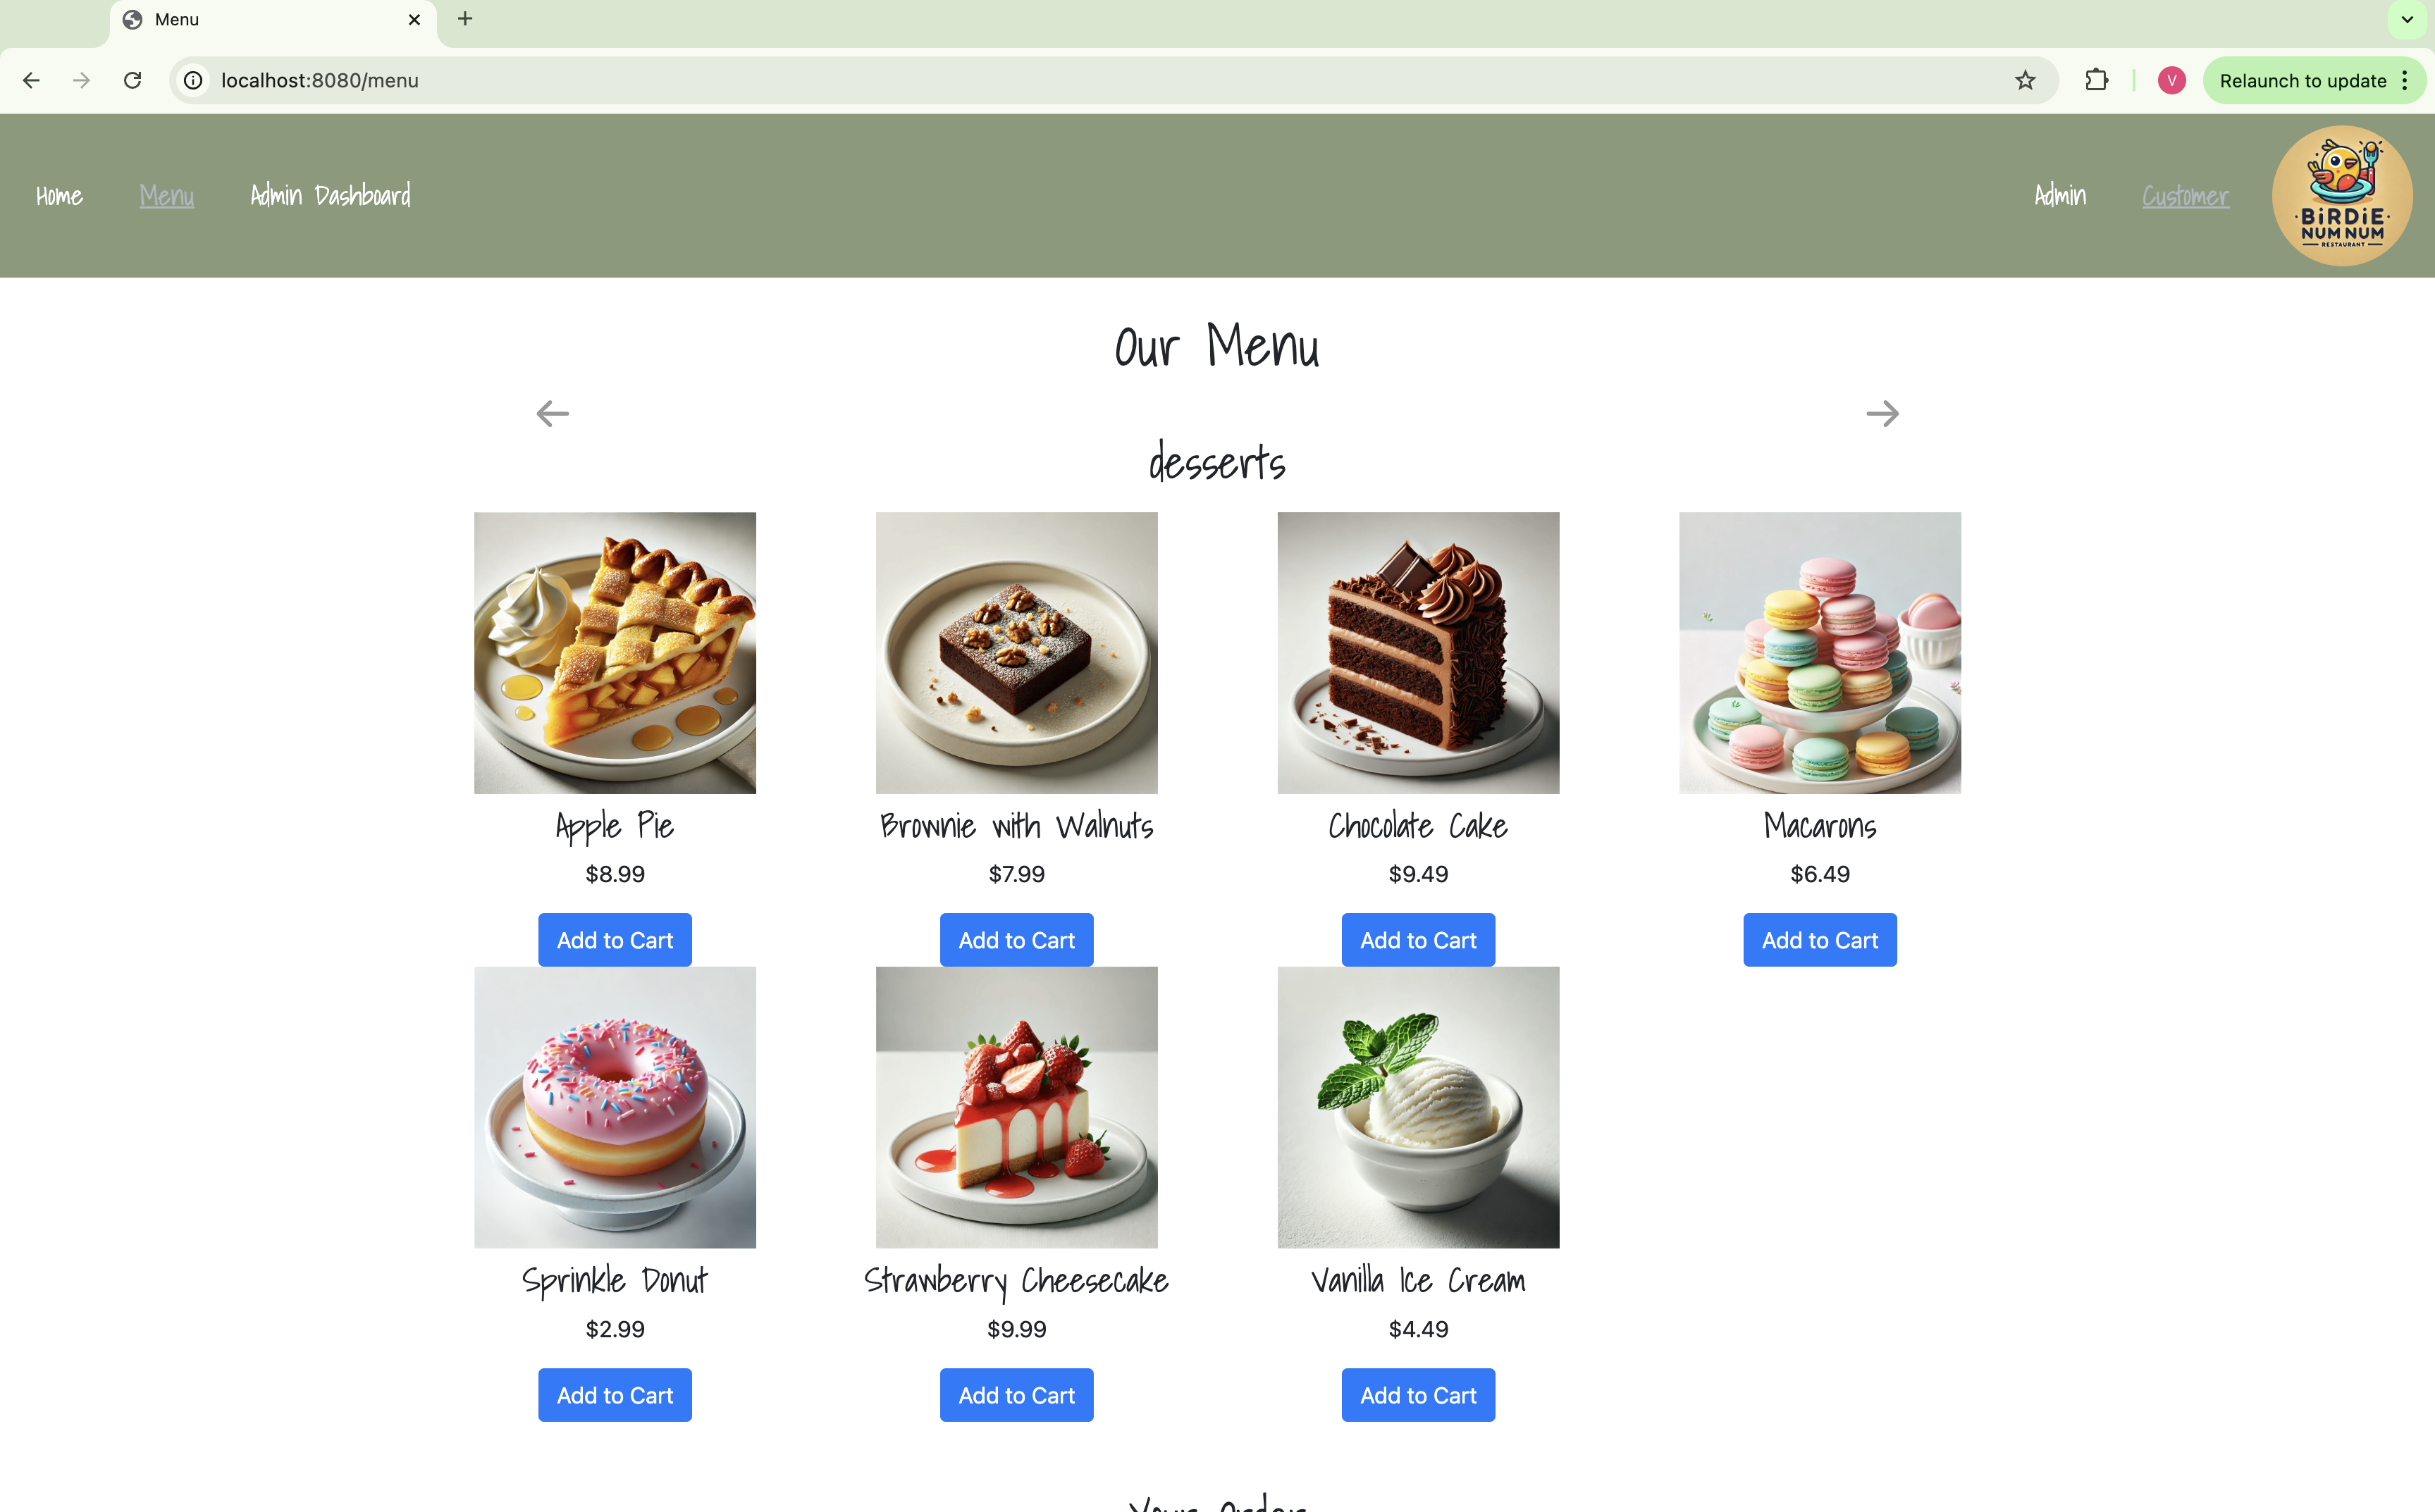 Menu
localhost:8080/menu
V
Relaunch to update
Home
Menu
Admin Dashboard
Admin
Customer
BiRDiE
NUM NUM
RESTAURANT
Our Menu
desserts
Apple Pie
Brownie with Walnuts
Chocolate Cake
Macarons
$8.99
$7.99
$9.49
$6.49
Add to Cart
Add to Cart
Add to Cart
Add to Cart
Sprinkle Donut
Strawberry Cheesecake
Vanilla Ice Cream
$2.99
$9.99
$4.49
Add to Cart
Add to Cart
Add to Cart